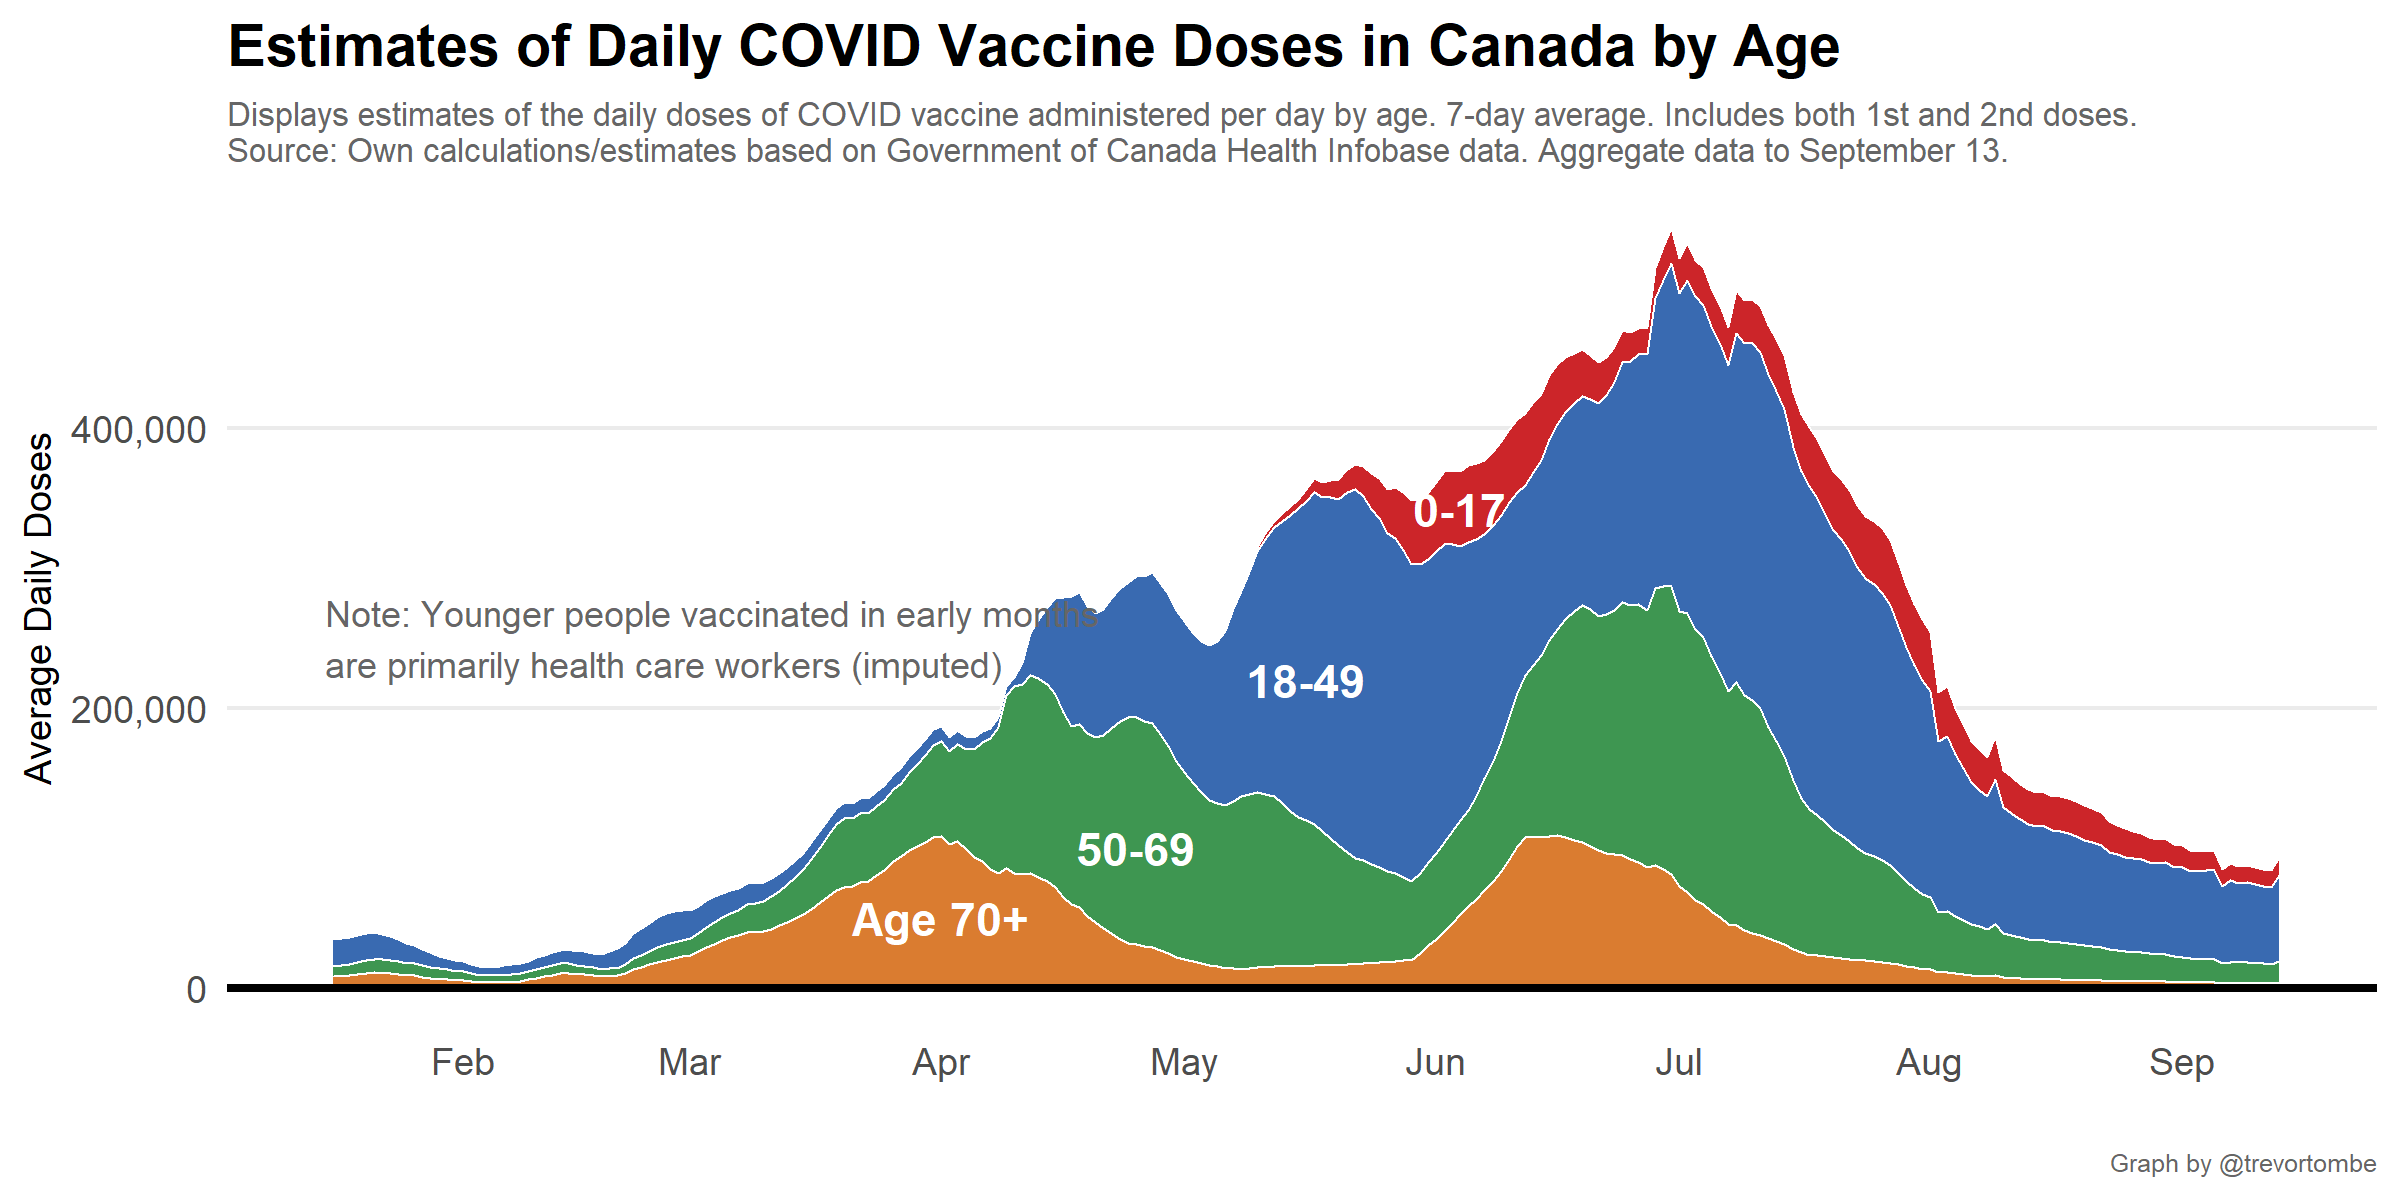 Estimates of Daily COVID Vaccine Doses in Canada by Age
Displays estimates of the daily doses of COVID vaccine administered per day by age. 7-day average. Includes both 1st and 2nd doses.
Source: Own calculations/estimates based on Government of Canada Health Infobase data. Aggregate data to September 13.
Average Daily Doses
400,000
200,000
0
Note: Younger people vaccinated in early months
are primarily health care workers (imputed)
0-17
18-49
50-69
Age 70+
Feb Mar Apr May Jun Jul Aug Sep
Graph by @trevortombe